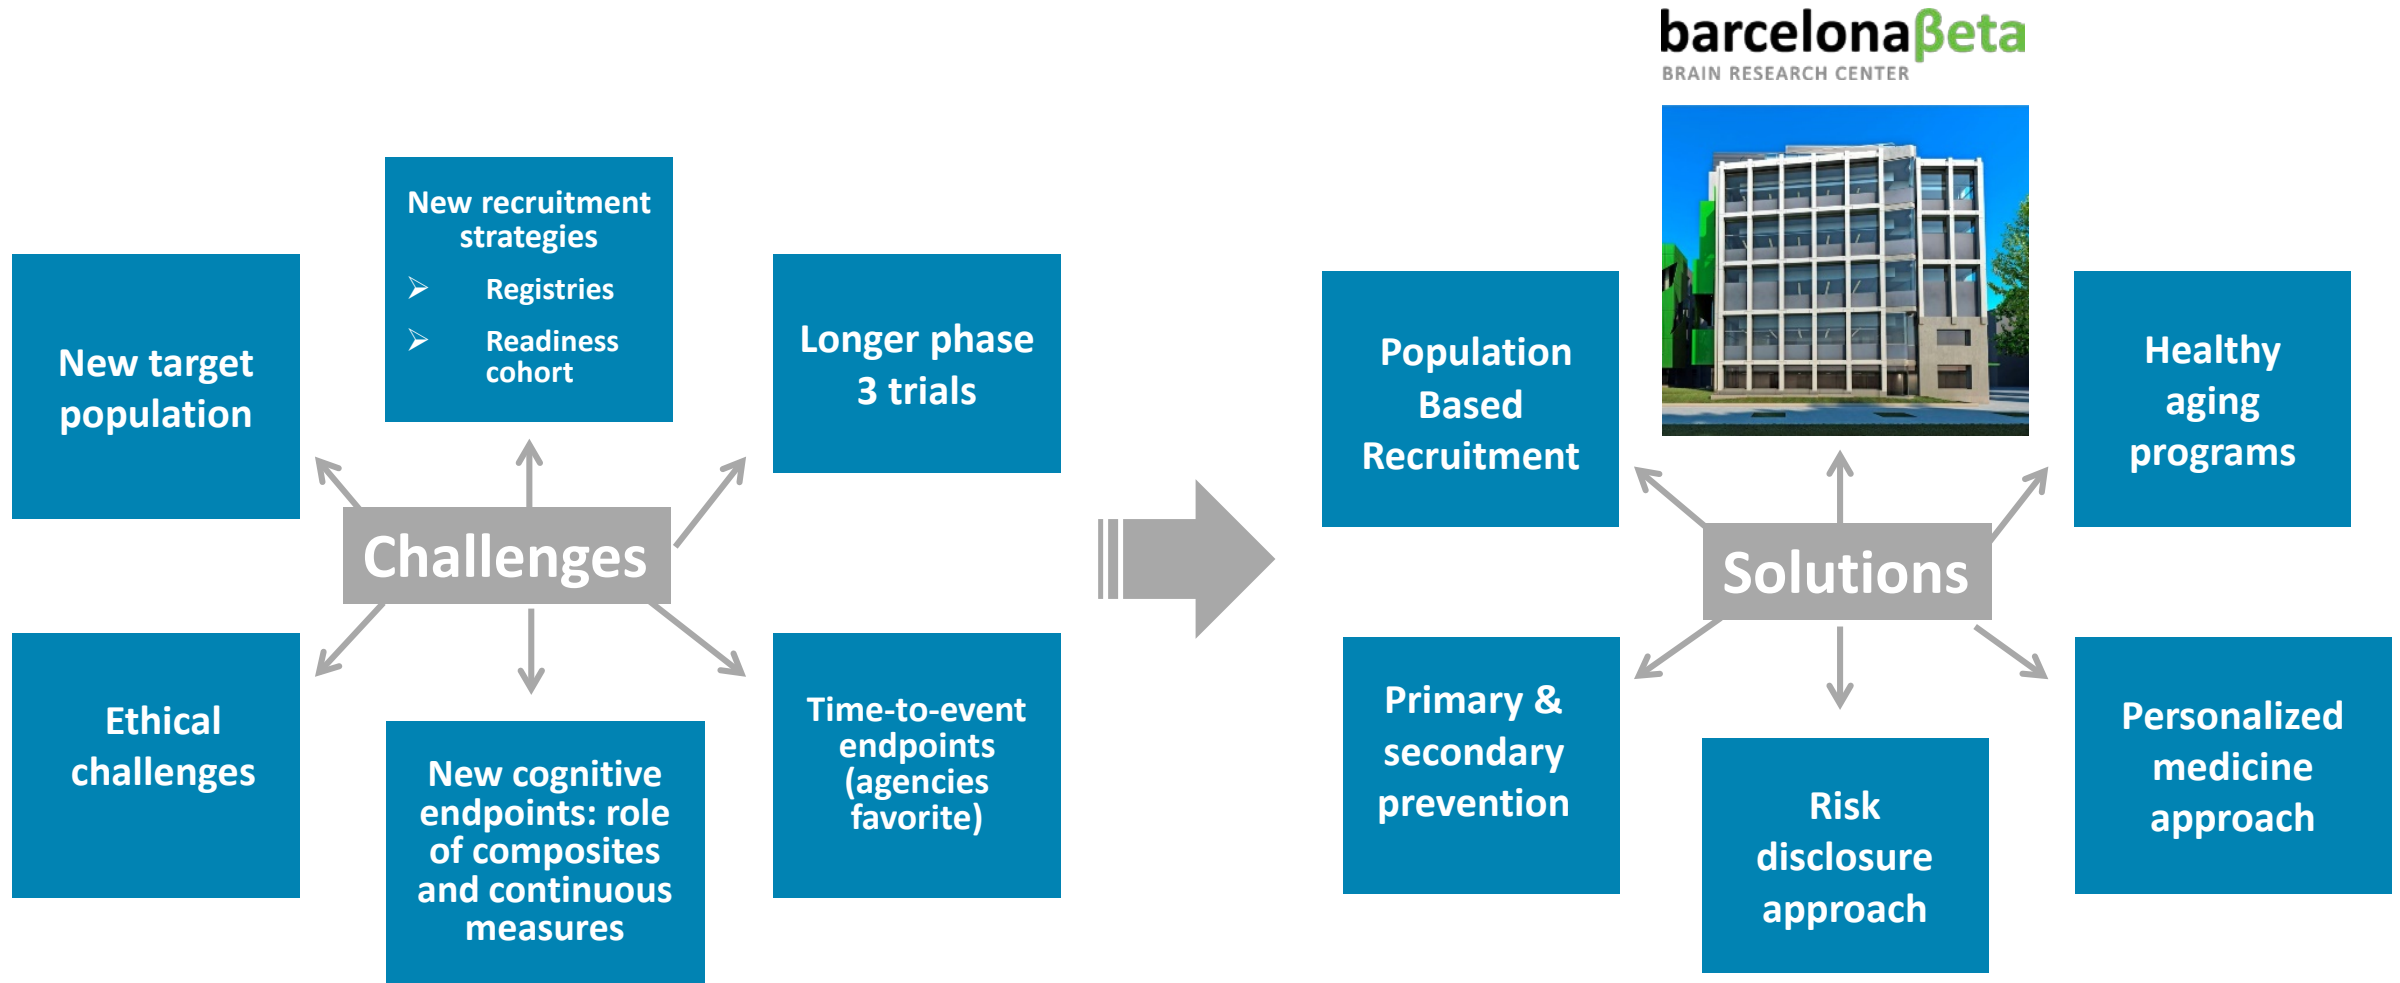 barcelonaβeta
BRAIN RESEARCH CENTER
New recruitment
strategies
➢ Registries
➢ Readiness
cohort
New target
population
Longer phase
3 trials
Challenges
Ethical
challenges
New cognitive
endpoints: role
of composites
and continuous
measures
Time-to-event
endpoints
(agencies
favorite)
Population
Based
Recruitment
Healthy
aging
programs
Solutions
Primary &
secondary
prevention
Risk
disclosure
approach
Personalized
medicine
approach